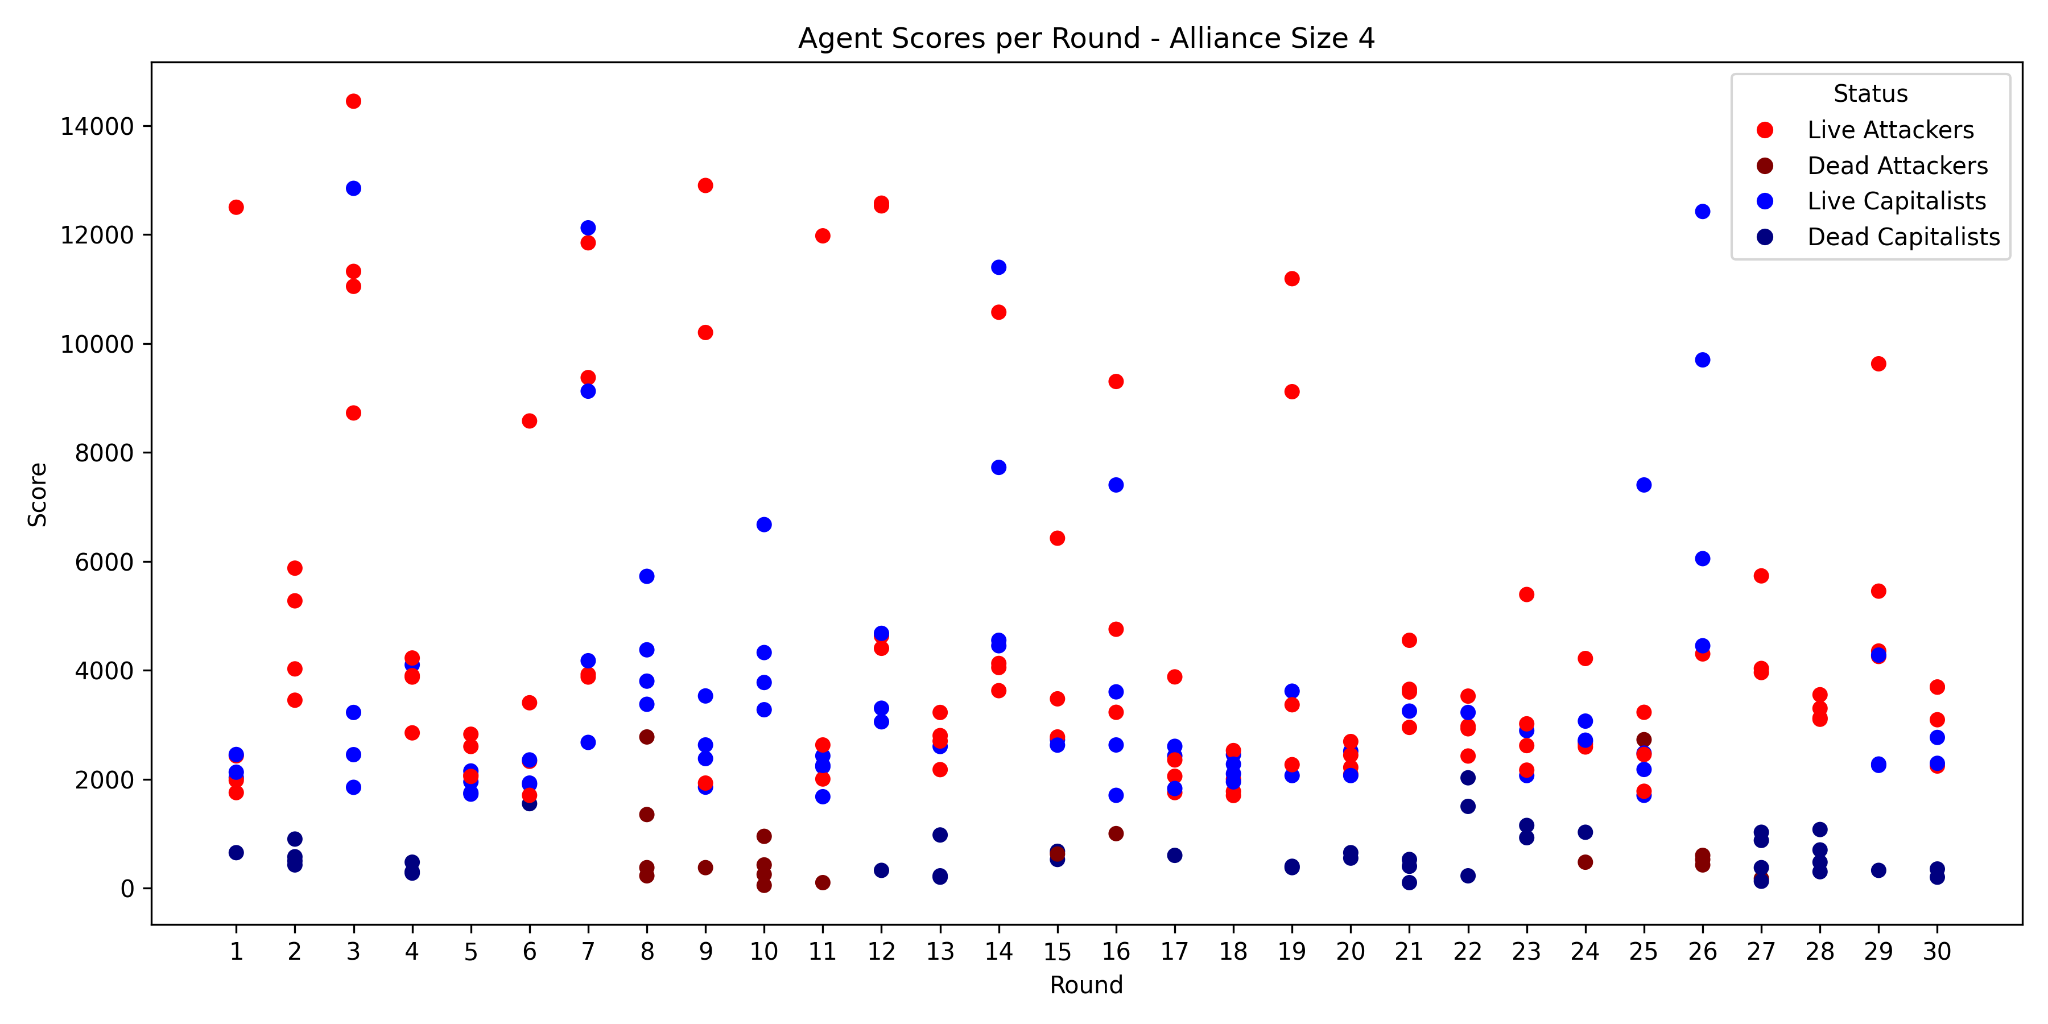 Agent Scores per Round - Alliance Size 4
Status
Live Attackers
Dead Attackers
Live Capitalists
Dead Capitalists
14000
12000
10000
8000
6000
4000
2000
0
Score
1 2 3 4 5 6 7 8 9 10 11 12 13 14 15 16 17 18 19 20 21 22 23 24 25 26 27 28 29 30
Round